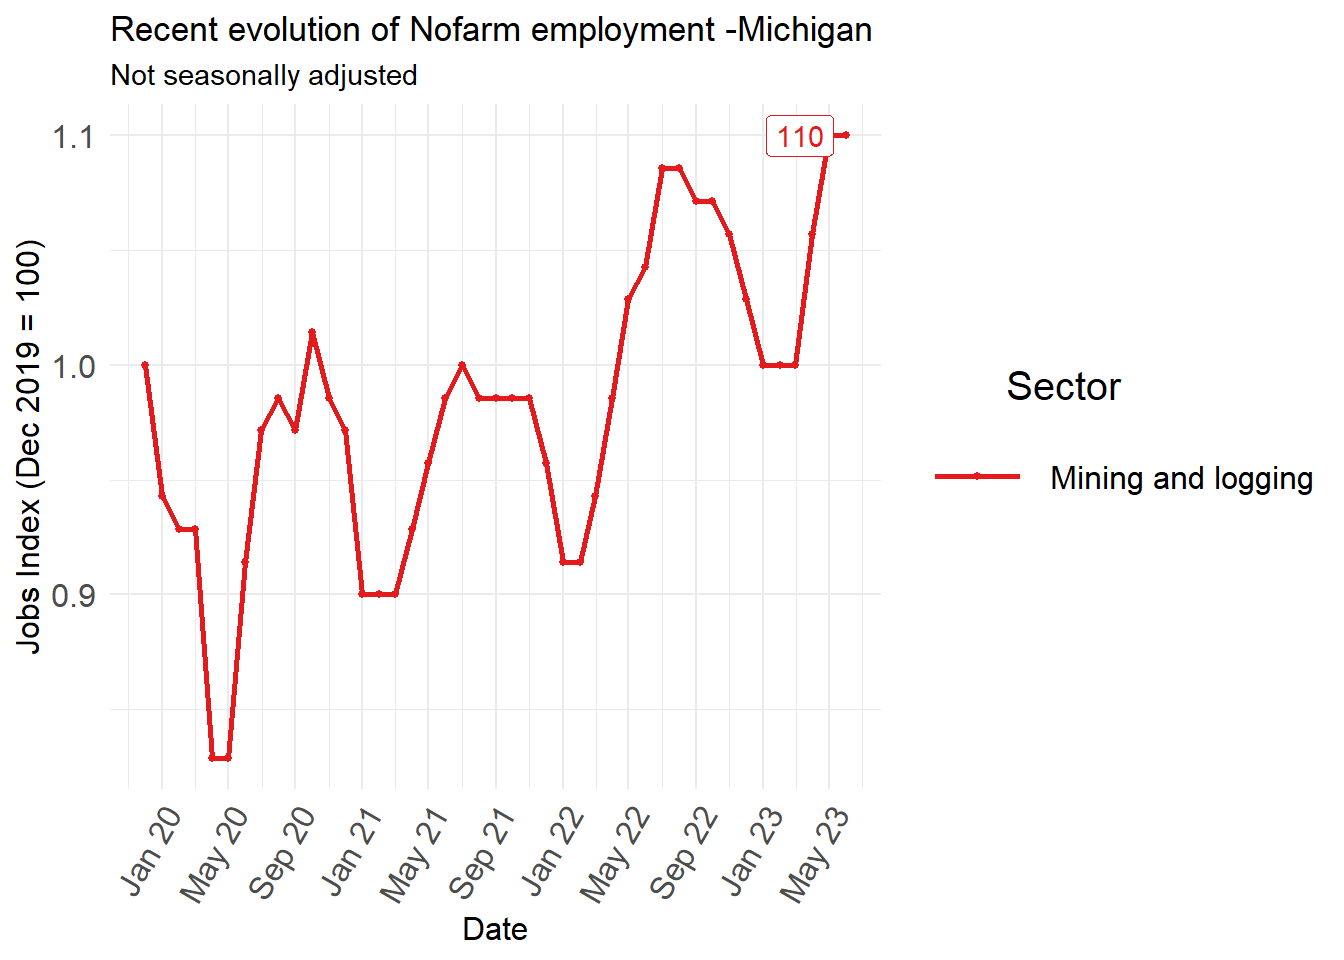 Recent evolution of Nofarm employment -Michigan
Not seasonally adjusted
110
1.1
1.0
0.9
Jobs Index (Dec 2019 = 100)
Jan 20
May 20
Sep 20
Jan 21
May 21
Sep 21
Jan 22
May 22
Sep 22
Jan 23
May 23
Date
Sector
Mining and logging